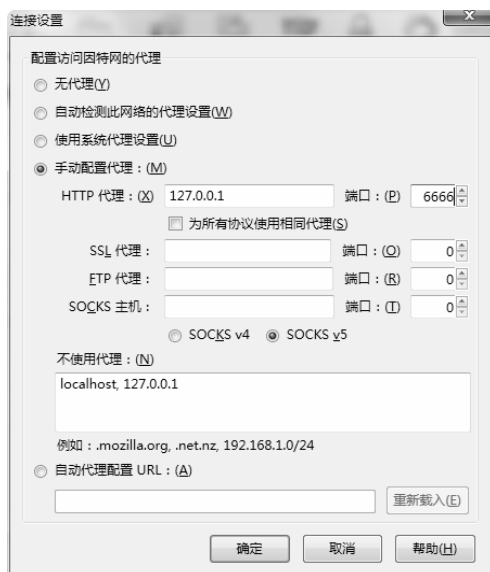 连接设置
配置访问因特网的代理
无代理(Y)
自动检测此网络的代理设置(W)
使用系统代理设置(U)
手动配置代理：(M)
HTTP 代理：(X) 127.0.0.1 端口：(P) 6666
为所有协议使用相同代理(S)
SSL 代理： 端口：(O) 0
FTP 代理： 端口：(R) 0
SOCKS 主机： 端口：(T) 0
SOCKS v4 SOCKS v5
不使用代理：(N)
localhost, 127.0.0.1
例如：.mozilla.org, .net.nz, 192.168.1.0/24
自动代理配置 URL：(A)
重新载入(E)
确定 取消 帮助(H)